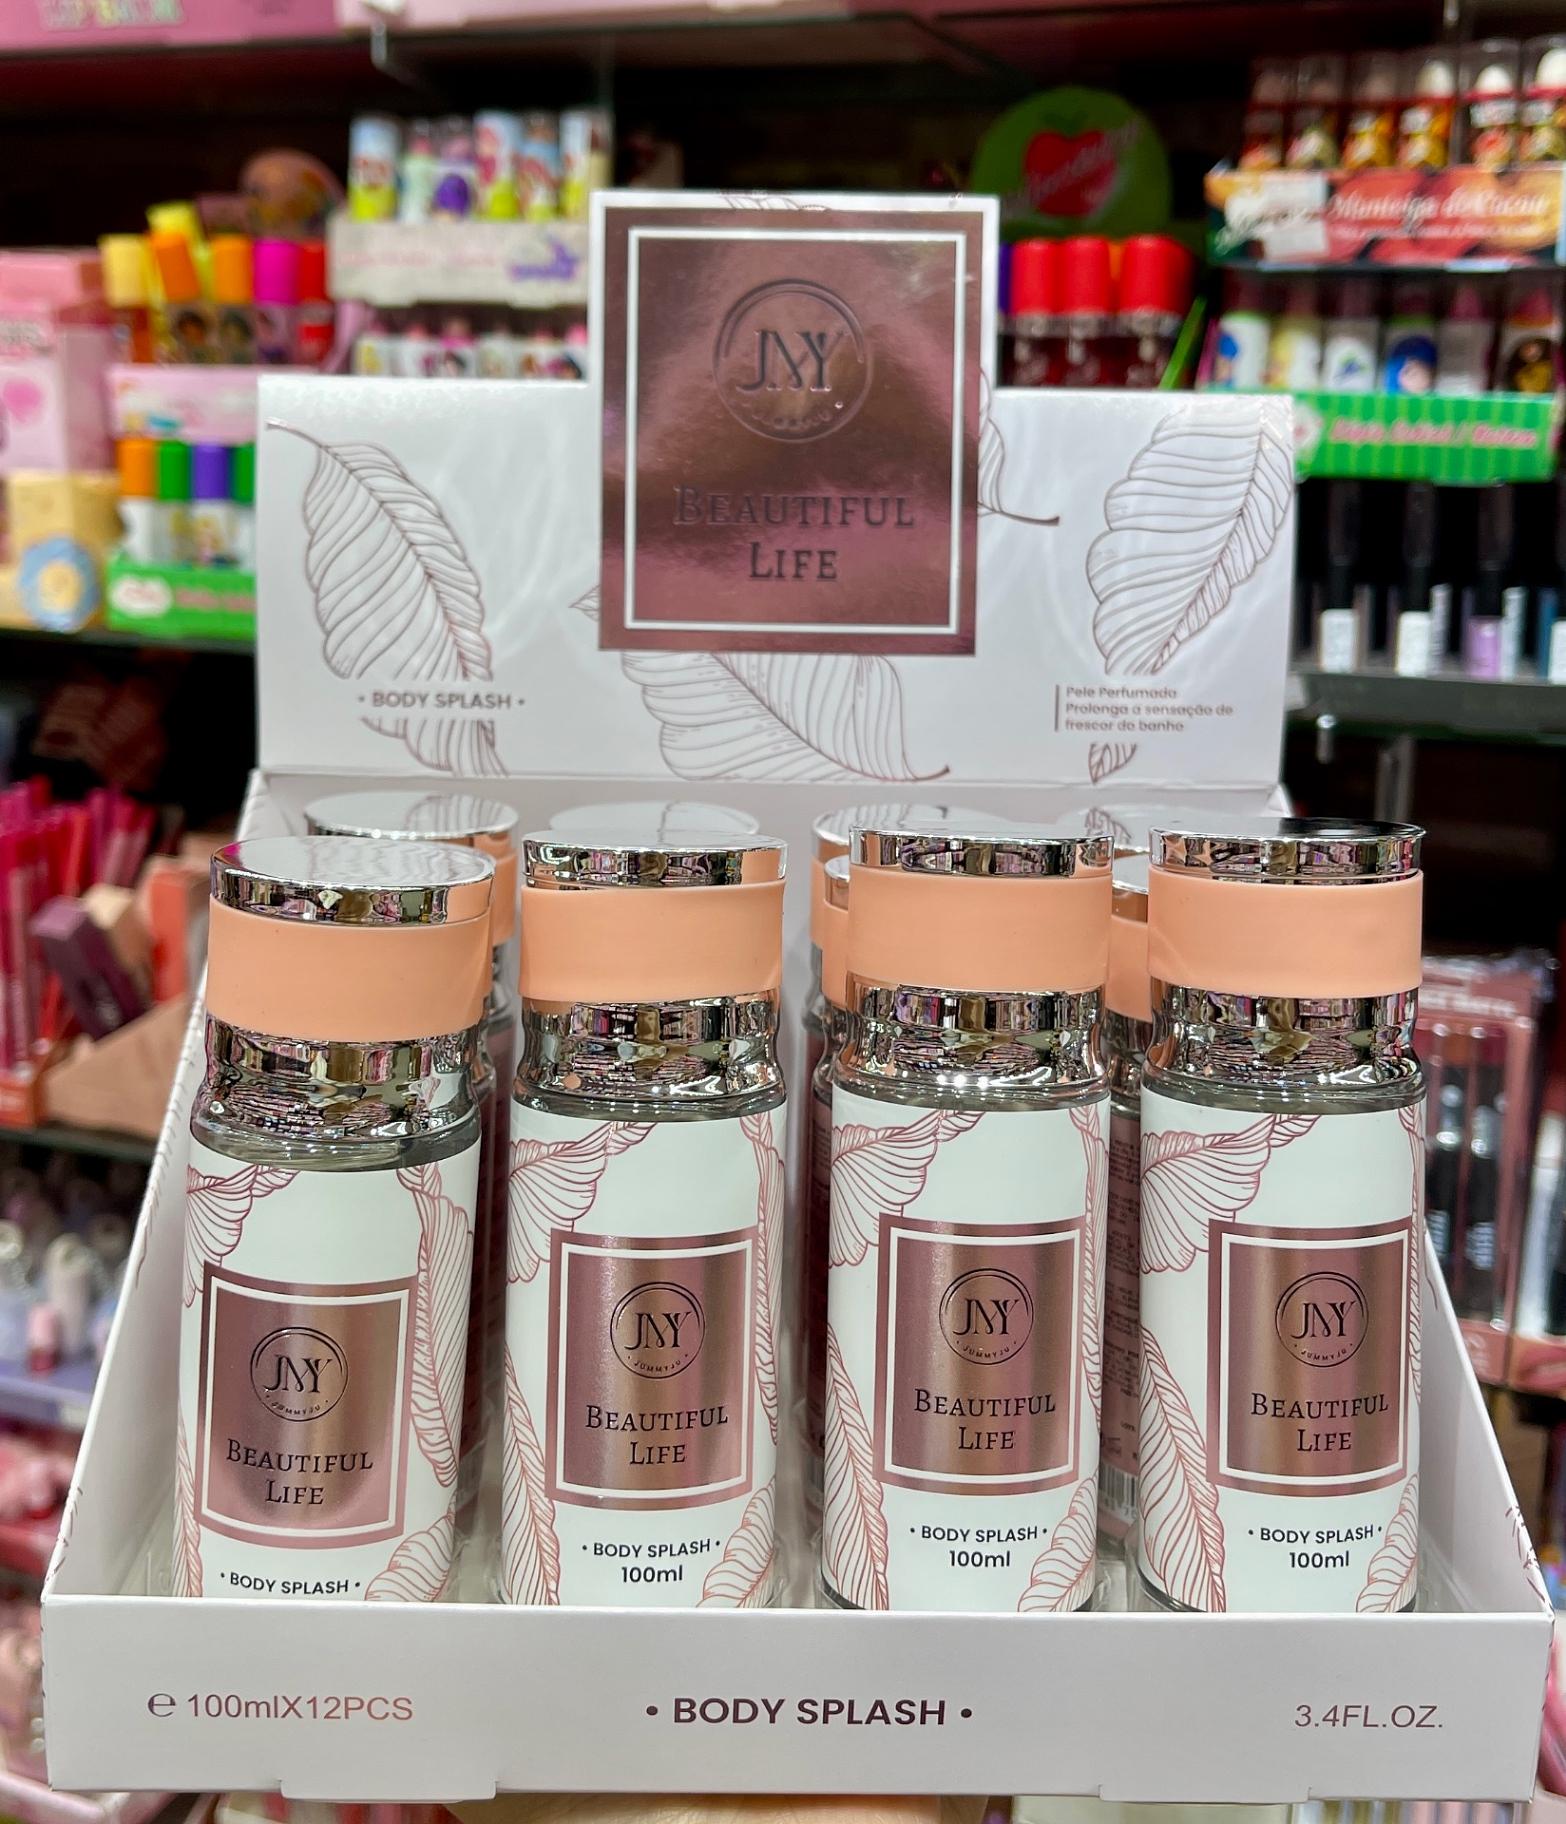 Manteiga de Cacau
JMY
BEAUTIFUL
LIFE
• BODY SPLASH •
Pele Perfumada
Prolonga a sensação de
frescor do banho
JMY
• JUMMYJU •
BEAUTIFUL
LIFE
• BODY SPLASH •
JMY
• JUMMYJU •
BEAUTIFUL
LIFE
• BODY SPLASH •
100ml
JMY
• JUMMYJU •
BEAUTIFUL
LIFE
• BODY SPLASH •
100ml
JMY
• JUMMYJU •
BEAUTIFUL
LIFE
• BODY SPLASH •
100ml
℮ 100mlX12PCS
• BODY SPLASH •
3.4FL.OZ.